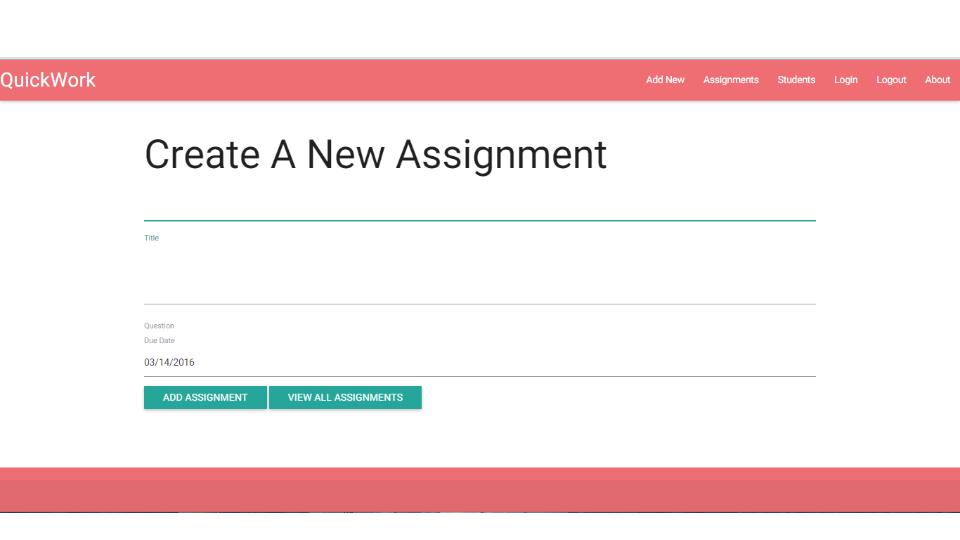 QuickWork Add New Assignments Students Login Logout About
Create A New Assignment
Title
Question
Due Date
03/14/2016
ADD ASSIGNMENT VIEW ALL ASSIGNMENTS